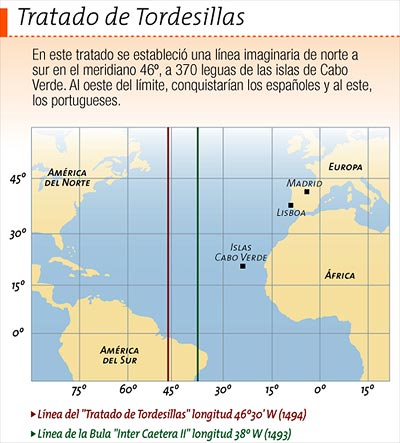 Tratado de Tordesillas
En este tratado se estableció una línea imaginaria de norte a
sur en el meridiano 46º, a 370 leguas de las islas de Cabo
Verde. Al oeste del límite, conquistarían los españoles y al este,
los portugueses.
AMÉRICA
DEL NORTE
EUROPA
MADRID
LISBOA
ISLAS
CABO VERDE
ÁFRICA
AMÉRICA
DEL SUR
45º
30º
15º
0º
75º 60º 45º 30º 30º 15º 0º 15º
Línea del "Tratado de Tordesillas" longitud 46º30' W (1494)
Línea de la Bula "Inter Caetera II" longitud 38º W (1493)